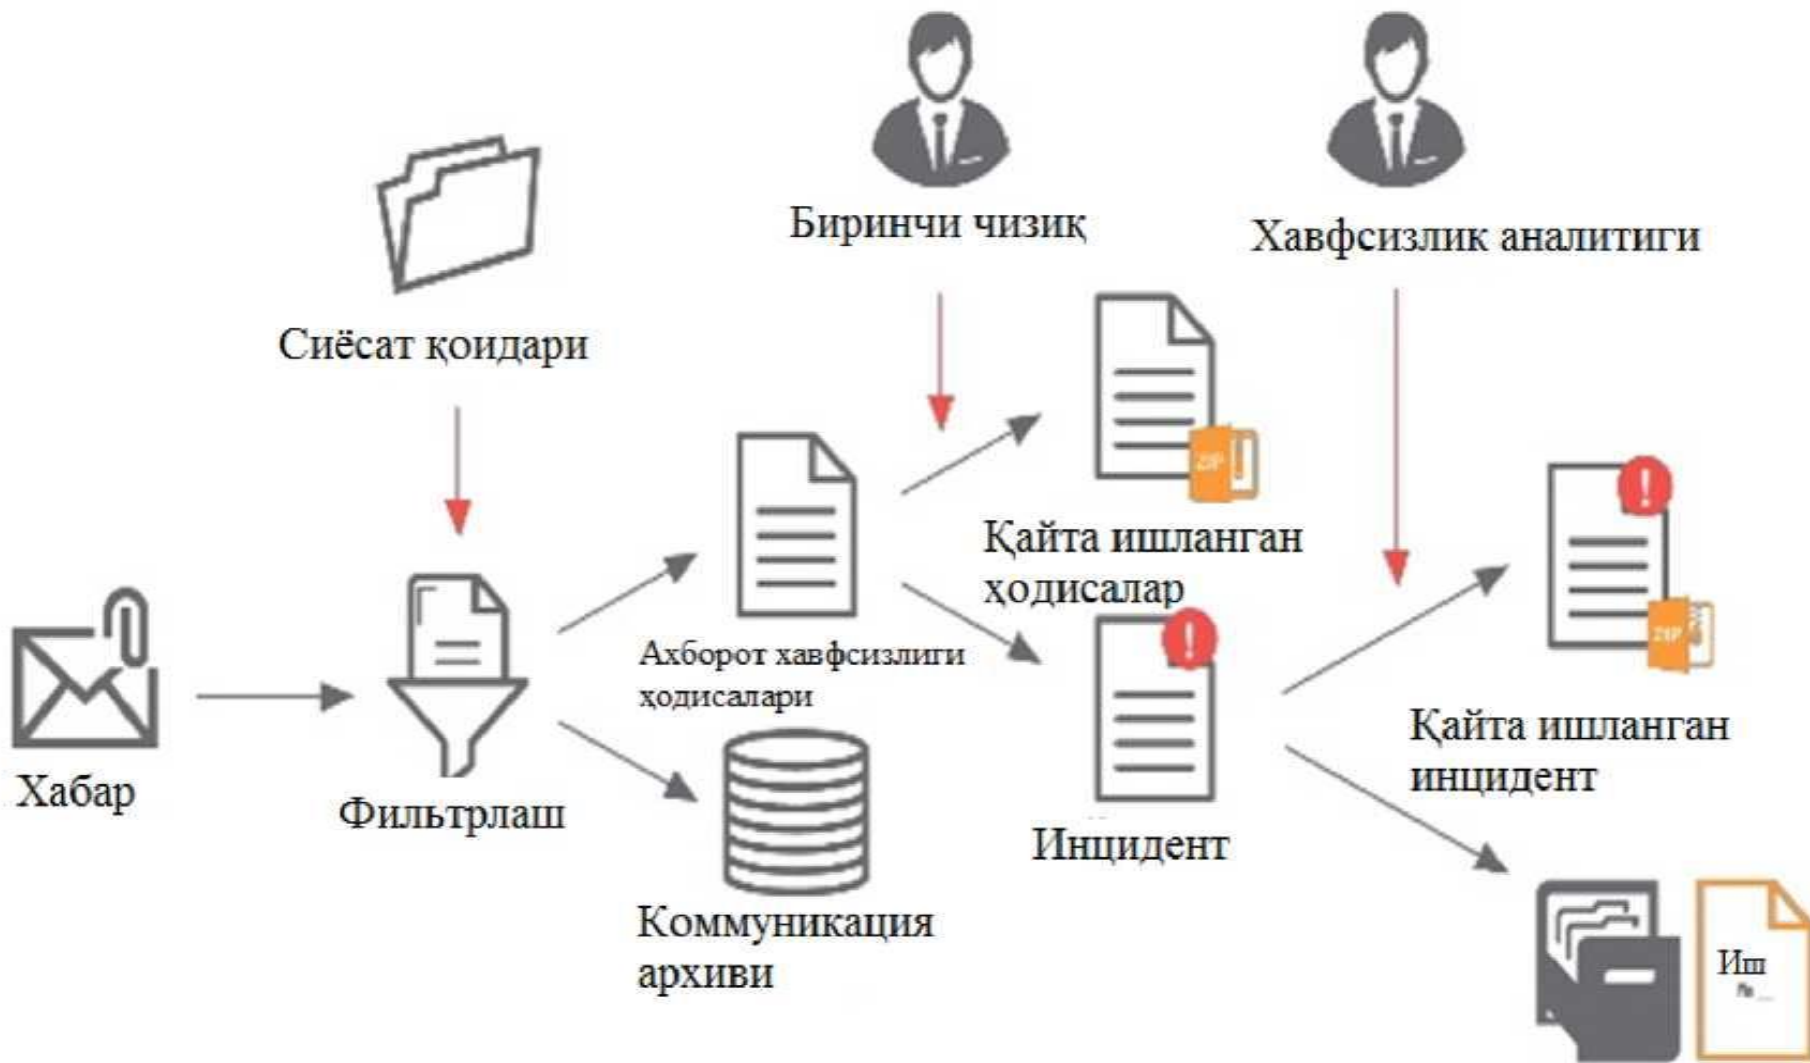 Биринчи чизиқ
Хавфсизлик аналитиги
Сиёсат қоидари
ZIP
Қайта ишланган
ҳодисалар
Ахборот хавфсизлиги
ҳодисалари
ZIP
Қайта ишланган
инцидент
Хабар
Фильтрлаш
Инцидент
Коммуникация
архиви
Иш